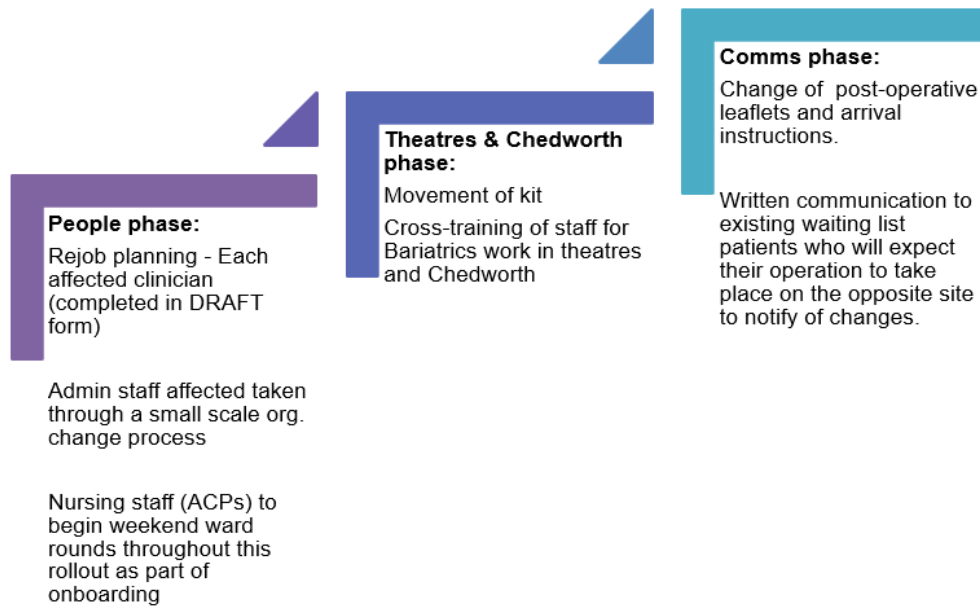 People phase:
Rejob planning - Each
affected clinician
(completed in DRAFT
form)
Admin staff affected taken
through a small scale org.
change process
Nursing staff (ACPs) to
begin weekend ward
rounds throughout this
rollout as part of
onboarding
Theatres & Chedworth
phase:
Movement of kit
Cross-training of staff for
Bariatrics work in theatres
and Chedworth
Comms phase:
Change of post-operative
leaflets and arrival
instructions.
Written communication to
existing waiting list
patients who will expect
their operation to take
place on the opposite site
to notify of changes.